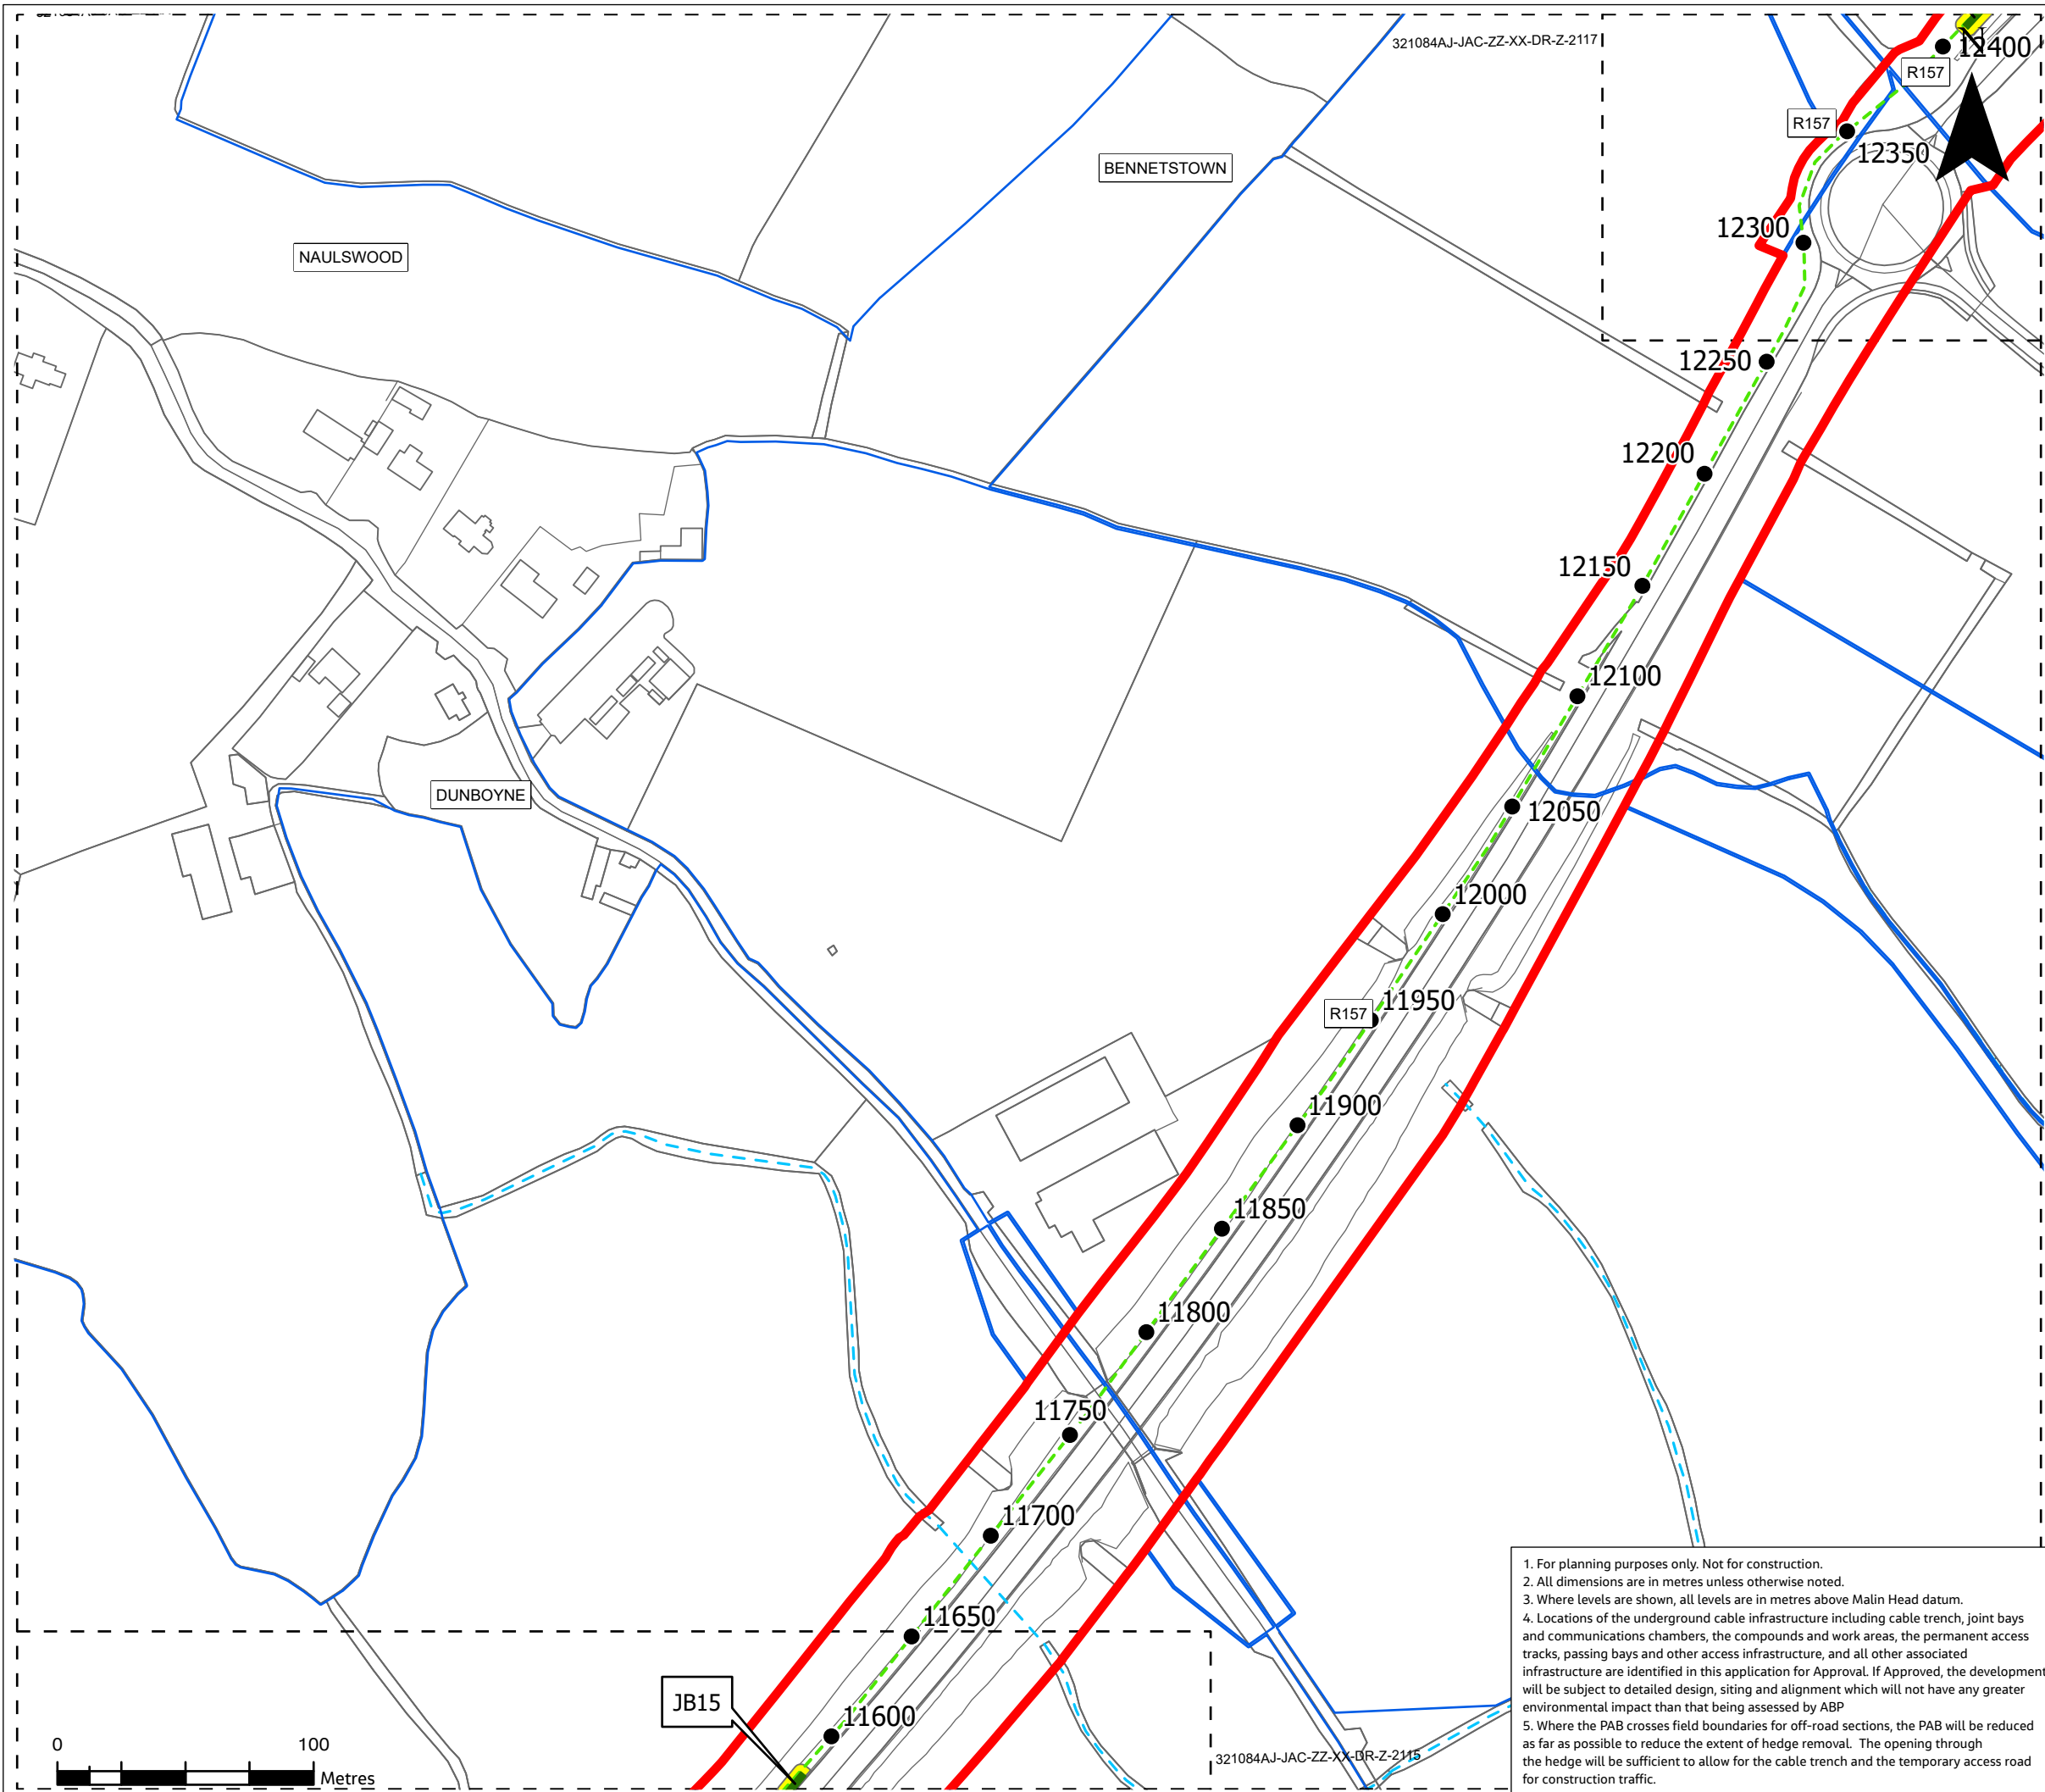 321084AJ-JAC-ZZ-XX-DR-Z-2117
N
12400
R157
R157
12350
BENNETSTOWN
12300
NAULSWOOD
12250
12200
12150
12100
DUNBOYNE
12050
12000
11950
R157
11900
11850
11800
11750
11700
11650
JB15
11600
321084AJ-JAC-ZZ-XX-DR-Z-2115
0 100
Metres
1. For planning purposes only. Not for construction.
2. All dimensions are in metres unless otherwise noted.
3. Where levels are shown, all levels are in metres above Malin Head datum.
4. Locations of the underground cable infrastructure including cable trench, joint bays
and communications chambers, the compounds and work areas, the permanent access
tracks, passing bays and other access infrastructure, and all other associated
infrastructure are identified in this application for Approval. If Approved, the development
will be subject to detailed design, siting and alignment which will not have any greater
environmental impact than that being assessed by ABP
5. Where the PAB crosses field boundaries for off-road sections, the PAB will be reduced
as far as possible to reduce the extent of hedge removal. The opening through
the hedge will be sufficient to allow for the cable trench and the temporary access road
for construction traffic.